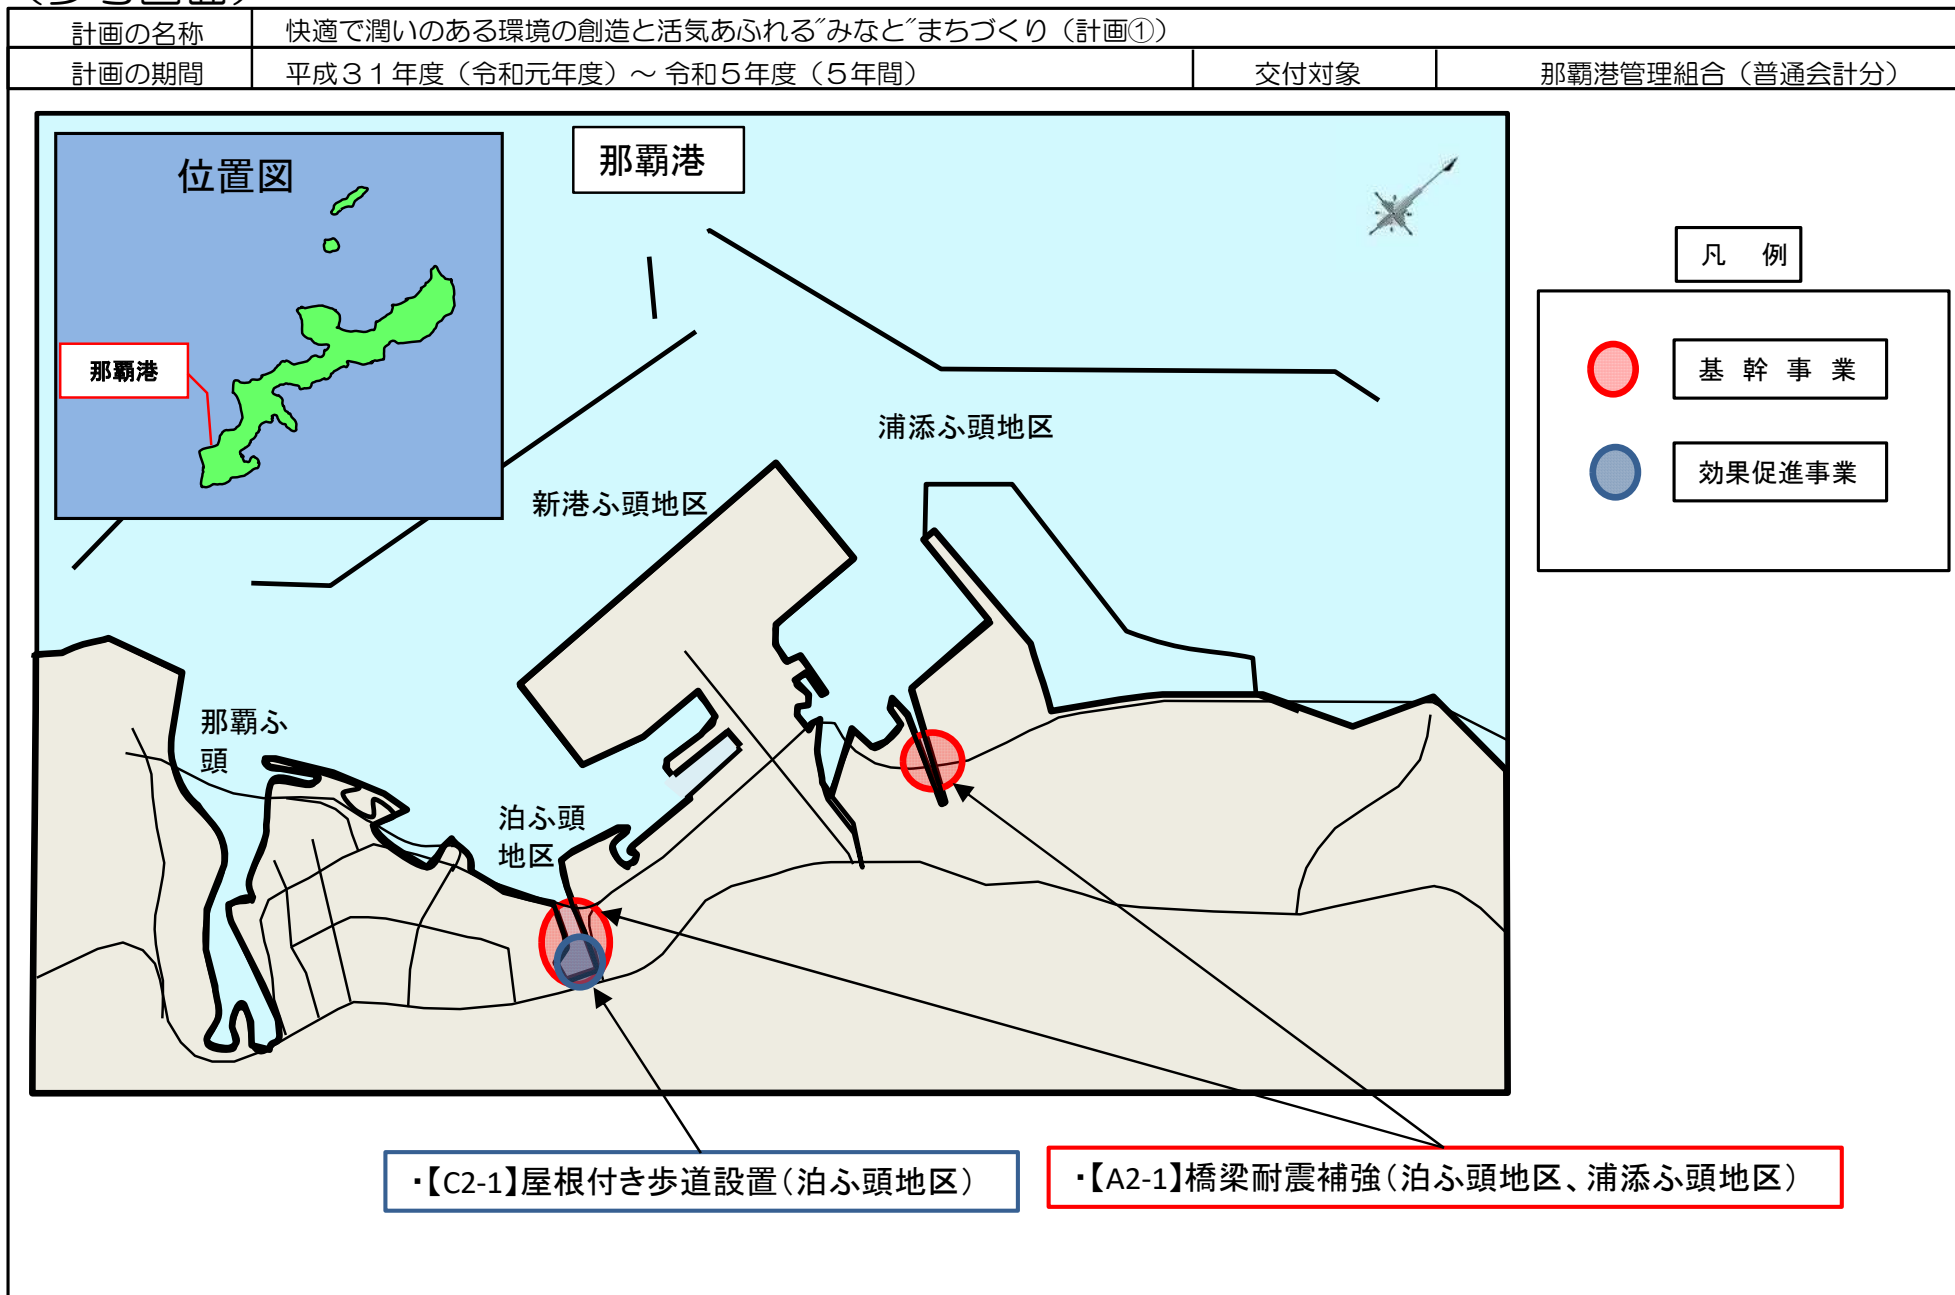 計画の名称
快適で潤いのある環境の創造と活気あふれる″みなと″まちづくり（計画①）
計画の期間
平成３１年度（令和元年度）～ 令和５年度（５年間）
交付対象
那覇港管理組合（普通会計分）
位置図
那覇港
那覇港
凡　例
基 幹 事 業
効果促進事業
浦添ふ頭地区
新港ふ頭地区
那覇ふ
頭
泊ふ頭
地区
・【C2-1】屋根付き歩道設置（泊ふ頭地区）
・【A2-1】橋梁耐震補強（泊ふ頭地区、浦添ふ頭地区）